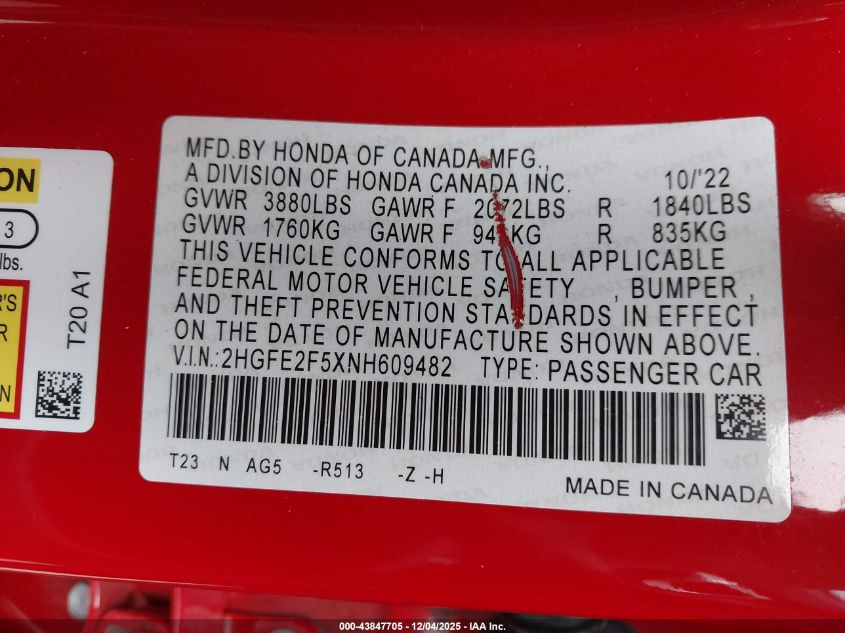 ON
3
lbs.
R'S
R
N
T20 A1
MFD.BY HONDA OF CANADA MFG.,
A DIVISION OF HONDA CANADA INC. 10/'22
GVWR 3880LBS GAWR F 2072LBS R 1840LBS
GVWR 1760KG GAWR F KG R 835KG
THIS VEHICLE CONFORMS TO ALL APPLICABLE
FEDERAL MOTOR VEHICLE SAFETY , BUMPER ,
AND THEFT PREVENTION STANDARDS IN EFFECT
ON THE DATE OF MANUFACTURE SHOWN ABOVE.
V.I.N.:2HGFE2F5XNH609482 TYPE: PASSENGER CAR
T23 N AG5 -R513 -Z -H
MADE IN CANADA
000-43847705 - 12/04/2025 - IAA Inc.